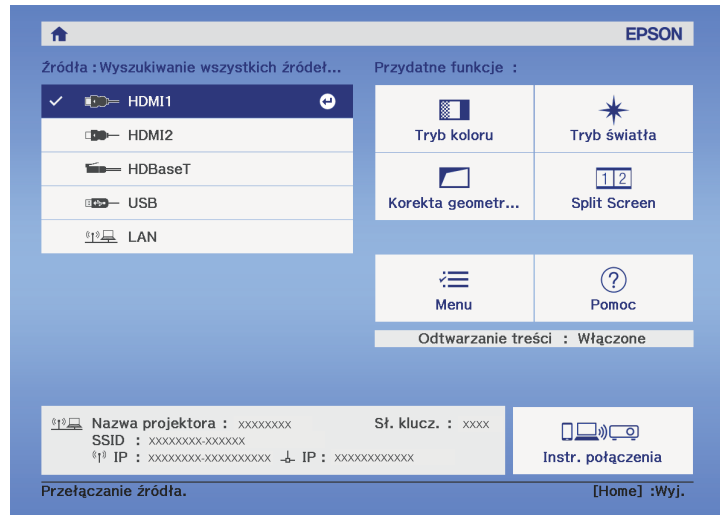 EPSON
Źródła : Wyszukiwanie wszystkich źródeł...
HDMI1
HDMI2
HDBaseT
USB
LAN
Przydatne funkcje :
Tryb koloru
Tryb światła
Korekta geometr...
1 2
Split Screen
Menu
? 
Pomoc
Odtwarzanie treści : Włączone
Nazwa projektora : xxxxxxxx Sł. klucz. : xxxx
SSID : xxxxxxxx-xxxxxx
IP : xxxxxxxx-xxxxxxxxxx IP : xxxxxxxxxxxx
Instr. połączenia
Przełączanie źródła. [Home] :Wyj.